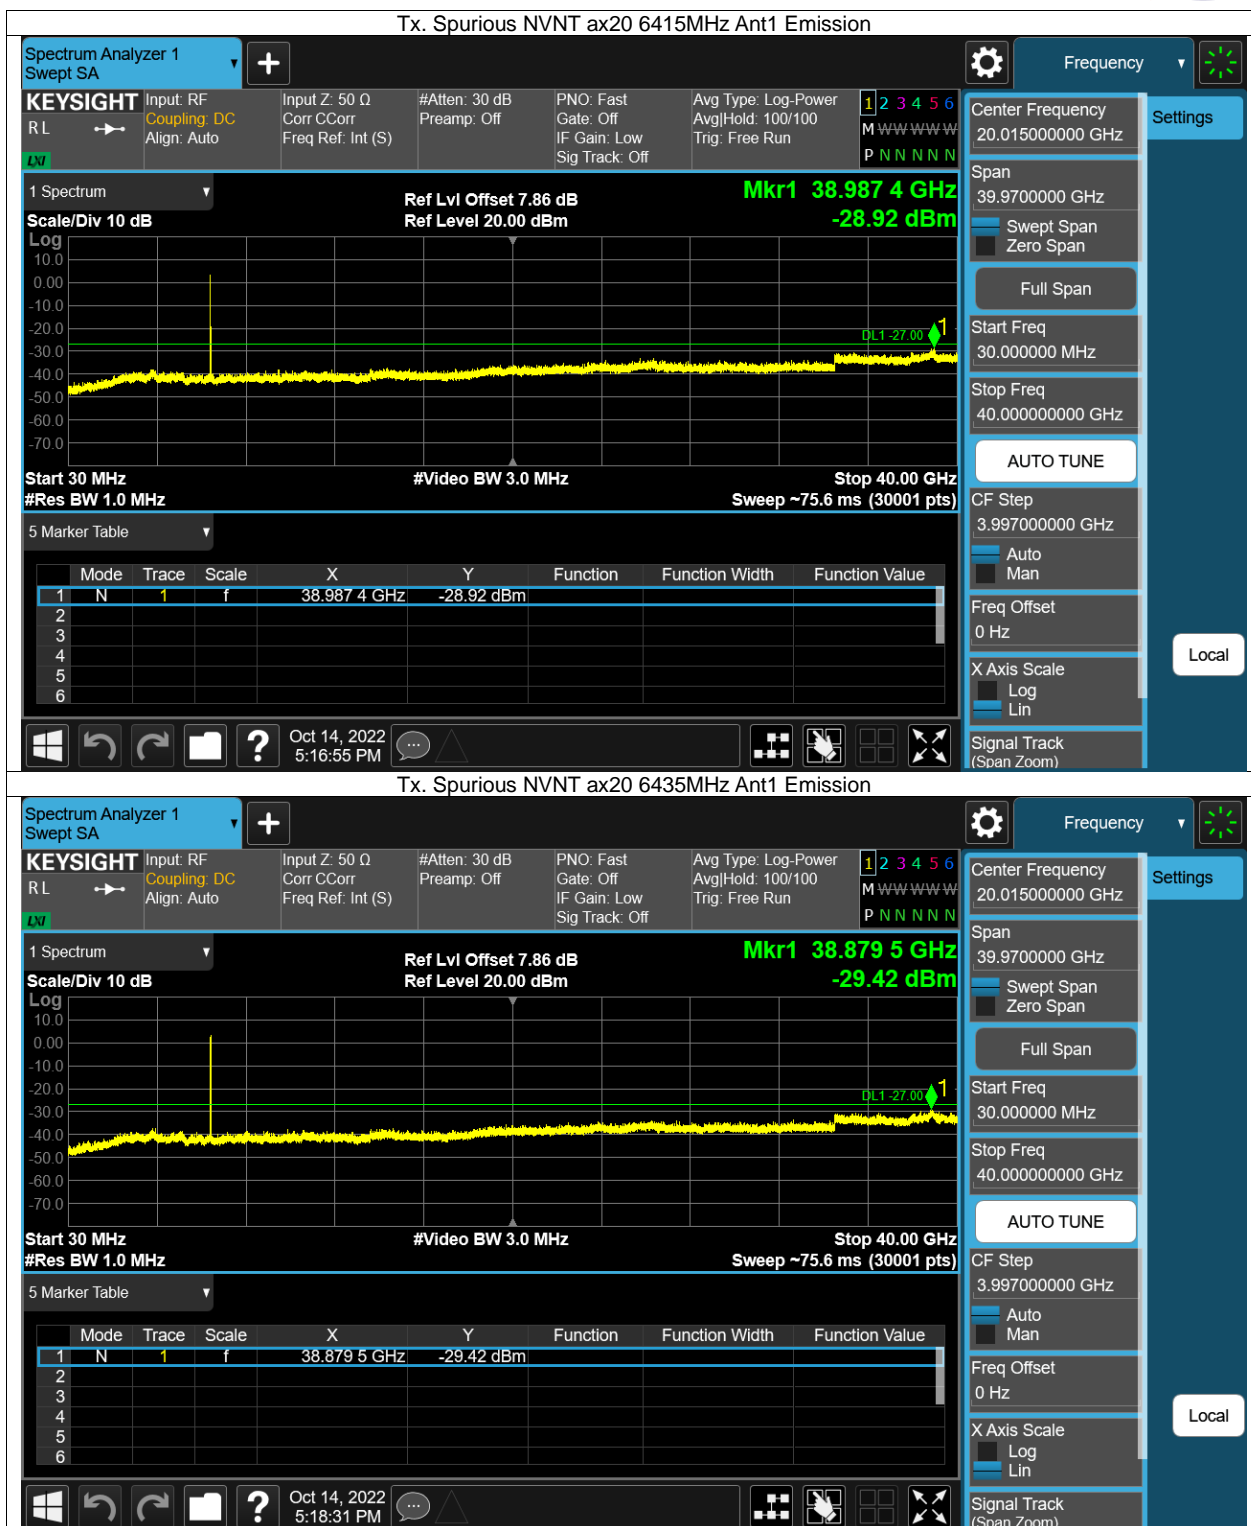 Tx. Spurious NVNT ax20 6415MHz Ant1 Emission
Spectrum Analyzer 1
Swept SA
Frequency
KEYSIGHT
R L
LXI
Input: RF
Coupling: DC
Align: Auto
Input Z: 50 Ω
Corr CCorr
Freq Ref: Int (S)
#Atten: 30 dB
Preamp: Off
PNO: Fast
Gate: Off
IF Gain: Low
Sig Track: Off
Avg Type: Log-Power
Avg|Hold: 100/100
Trig: Free Run
1 2 3 4 5 6
M W W W W W
P N N N N N
Center Frequency
20.015000000 GHz
Settings
Span
39.9700000 GHz
Swept Span
Zero Span
Full Span
Start Freq
30.000000 MHz
Stop Freq
40.000000000 GHz
AUTO TUNE
CF Step
3.997000000 GHz
Auto
Man
Freq Offset
0 Hz
X Axis Scale
Log
Lin
Signal Track
(Span Zoom)
Local
1 Spectrum
Scale/Div 10 dB
Ref Lvl Offset 7.86 dB
Ref Level 20.00 dBm
Mkr1 38.987 4 GHz
-28.92 dBm
Log
10.0
0.00
-10.0
-20.0
-30.0
-40.0
-50.0
-60.0
-70.0
DL1 -27.00
1
Start 30 MHz
#Video BW 3.0 MHz
Stop 40.00 GHz
#Res BW 1.0 MHz
Sweep ~75.6 ms (30001 pts)
5 Marker Table
Mode Trace Scale X Y Function Function Width Function Value
1 N 1 f 38.987 4 GHz -28.92 dBm
2
3
4
5
6
?
Oct 14, 2022
5:16:55 PM
Tx. Spurious NVNT ax20 6435MHz Ant1 Emission
Spectrum Analyzer 1
Swept SA
Frequency
KEYSIGHT
R L
LXI
Input: RF
Coupling: DC
Align: Auto
Input Z: 50 Ω
Corr CCorr
Freq Ref: Int (S)
#Atten: 30 dB
Preamp: Off
PNO: Fast
Gate: Off
IF Gain: Low
Sig Track: Off
Avg Type: Log-Power
Avg|Hold: 100/100
Trig: Free Run
1 2 3 4 5 6
M W W W W W
P N N N N N
Center Frequency
20.015000000 GHz
Settings
Span
39.9700000 GHz
Swept Span
Zero Span
Full Span
Start Freq
30.000000 MHz
Stop Freq
40.000000000 GHz
AUTO TUNE
CF Step
3.997000000 GHz
Auto
Man
Freq Offset
0 Hz
X Axis Scale
Log
Lin
Signal Track
(Span Zoom)
Local
1 Spectrum
Scale/Div 10 dB
Ref Lvl Offset 7.86 dB
Ref Level 20.00 dBm
Mkr1 38.879 5 GHz
-29.42 dBm
Log
10.0
0.00
-10.0
-20.0
-30.0
-40.0
-50.0
-60.0
-70.0
DL1 -27.00
1
Start 30 MHz
#Video BW 3.0 MHz
Stop 40.00 GHz
#Res BW 1.0 MHz
Sweep ~75.6 ms (30001 pts)
5 Marker Table
Mode Trace Scale X Y Function Function Width Function Value
1 N 1 f 38.879 5 GHz -29.42 dBm
2
3
4
5
6
?
Oct 14, 2022
5:18:31 PM